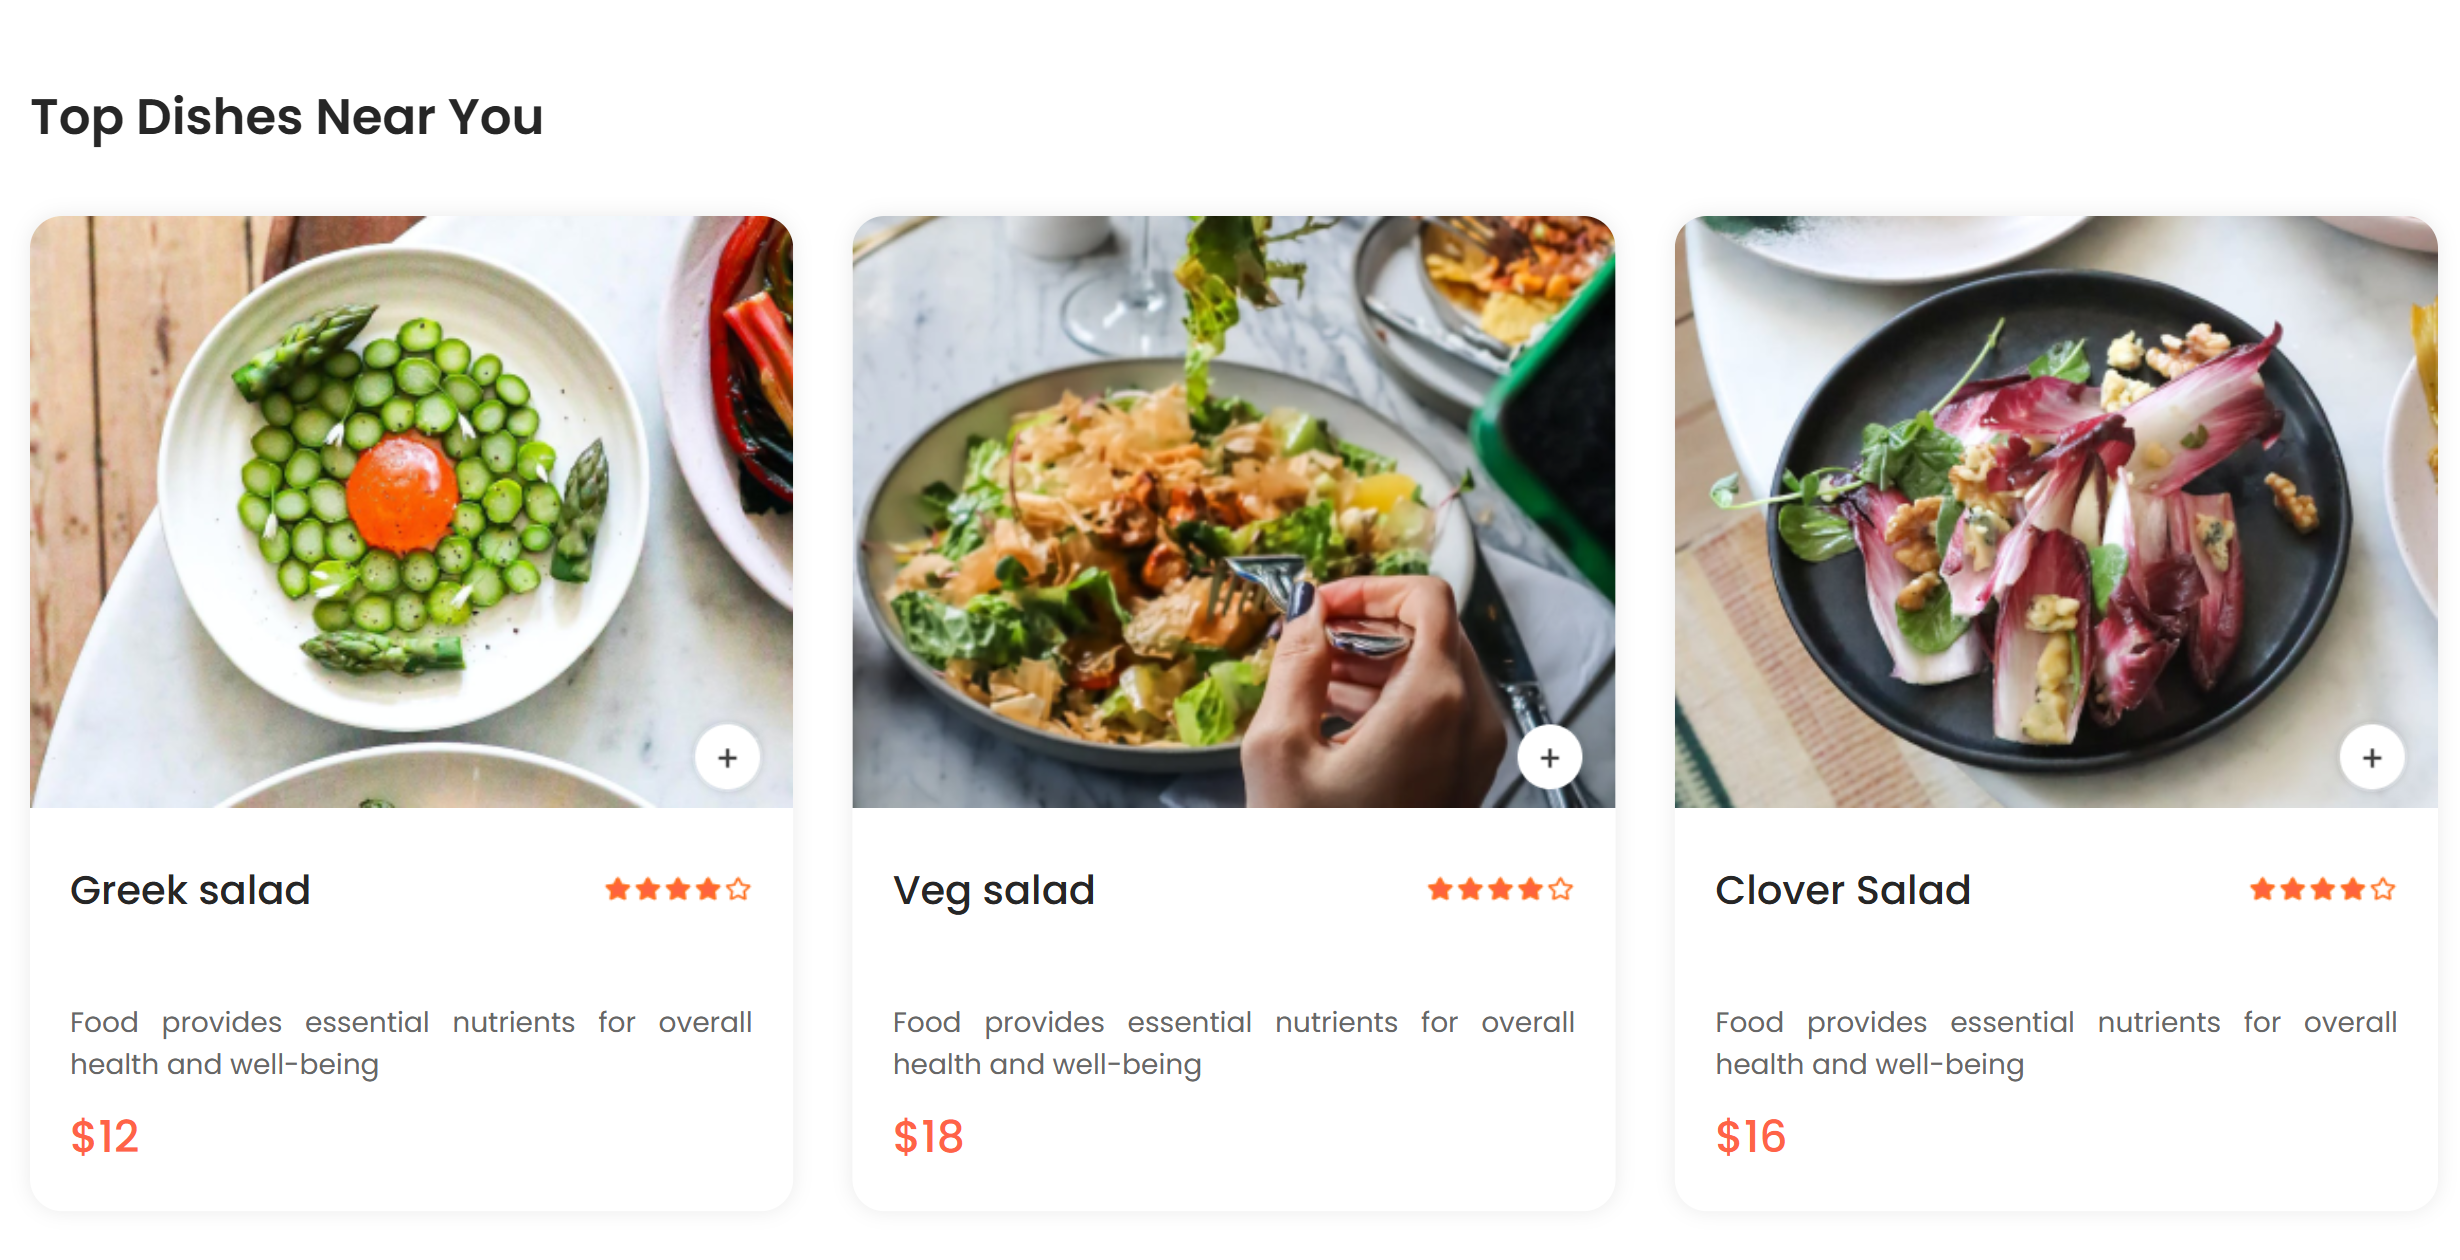 Top Dishes Near You
Greek salad
Food provides essential nutrients for overall
health and well-being
$12
Veg salad
Food provides essential nutrients for overall
health and well-being
$18
Clover Salad
Food provides essential nutrients for overall
health and well-being
$16